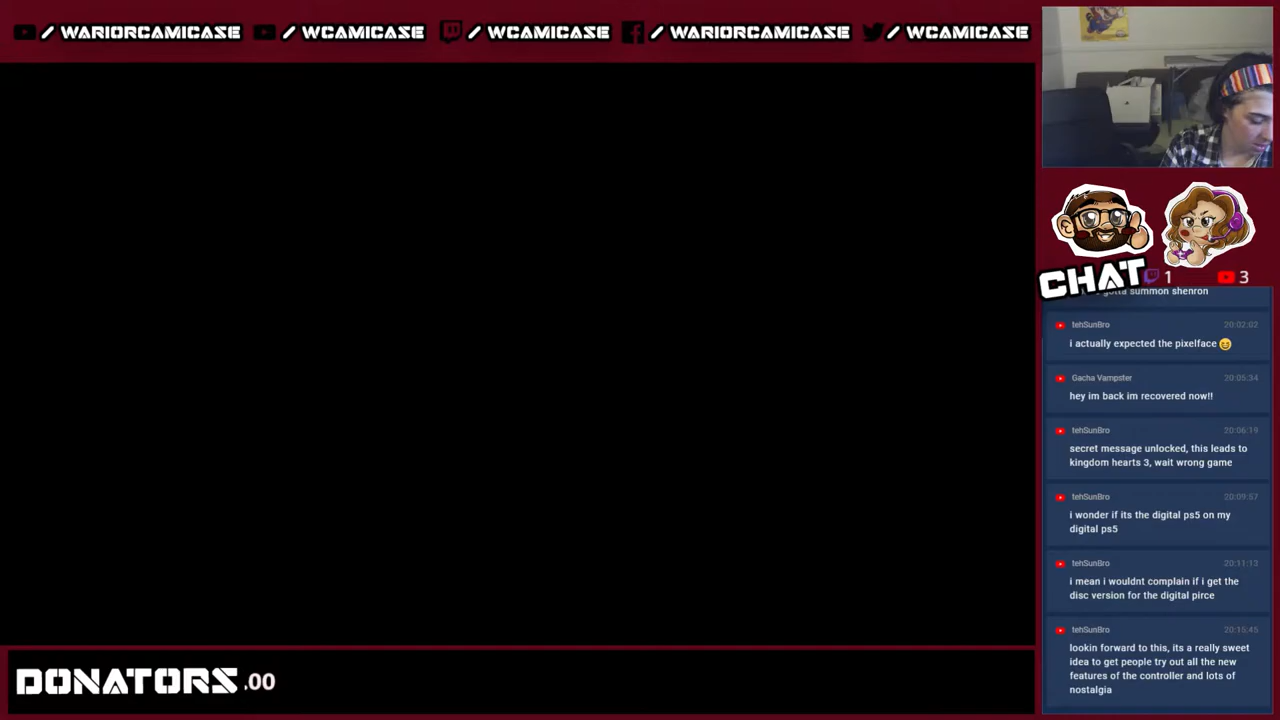 / WARIORCAMICASE / WCAMICASE / WCAMICASE / WARIORCAMICASE / WCAMICASE
CHAT 1 3
gotta summon shenron
tehSunBro 20:02:02
i actually expected the pixelface
Gacha Vampster 20:05:34
hey im back im recovered now!!
tehSunBro 20:06:19
secret message unlocked, this leads to
kingdom hearts 3, wait wrong game
tehSunBro 20:09:57
i wonder if its the digital ps5 on my
digital ps5
tehSunBro 20:11:13
i mean i wouldnt complain if i get the
disc version for the digital pirce
tehSunBro 20:15:45
lookin forward to this, its a really sweet
idea to get people try out all the new
features of the controller and lots of
nostalgia
DONATORS .00